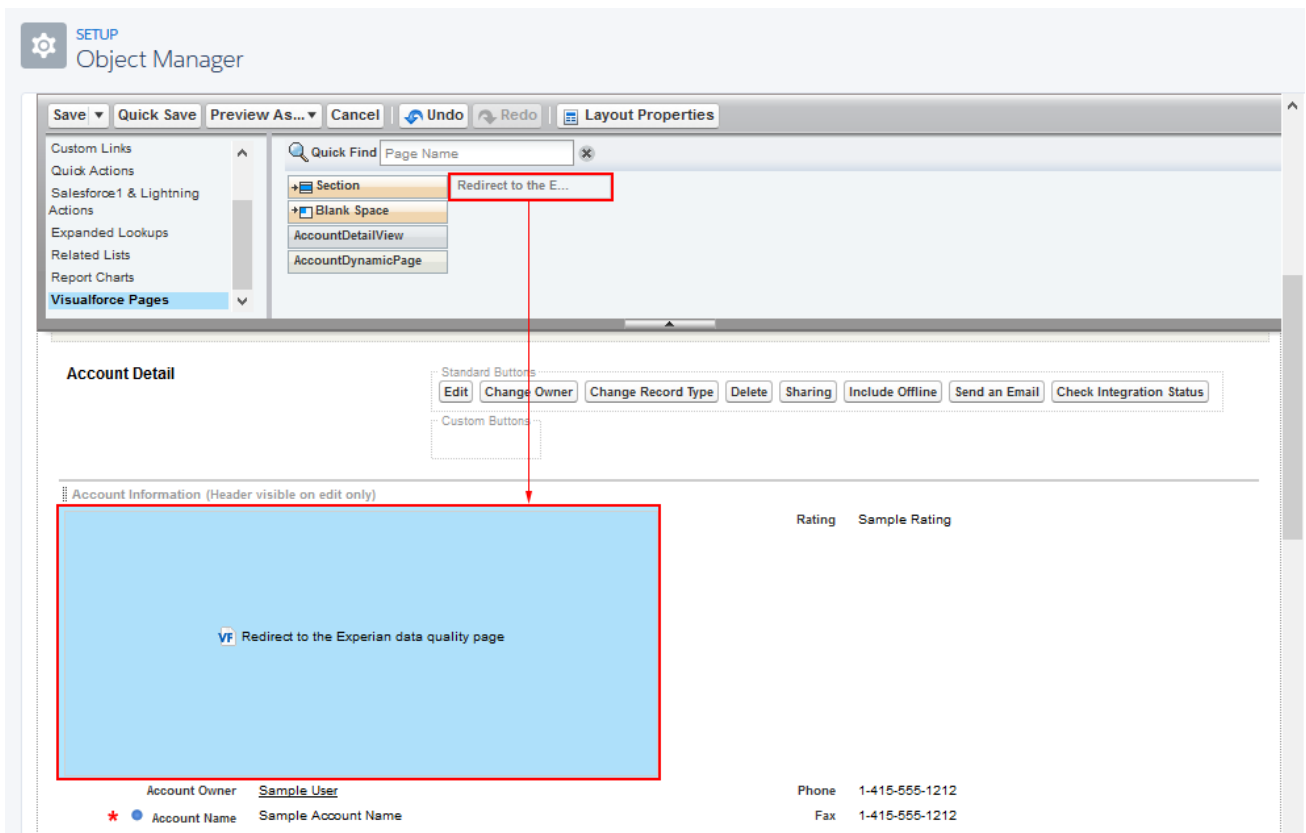 SETUP
Object Manager
Save Quick Save Preview As... Cancel Undo Redo Layout Properties
Custom Links
Quick Actions
Salesforce1 & Lightning
Actions
Expanded Lookups
Related Lists
Report Charts
Visualforce Pages
Quick Find Page Name
Section Redirect to the E...
Blank Space
AccountDetailView
AccountDynamicPage
Account Detail
Standard Buttons
Edit Change Owner Change Record Type Delete Sharing Include Offline Send an Email Check Integration Status
Custom Buttons
Account Information (Header visible on edit only)
Rating Sample Rating
VF Redirect to the Experian data quality page
Account Owner Sample User Phone 1-415-555-1212
* Account Name Sample Account Name Fax 1-415-555-1212